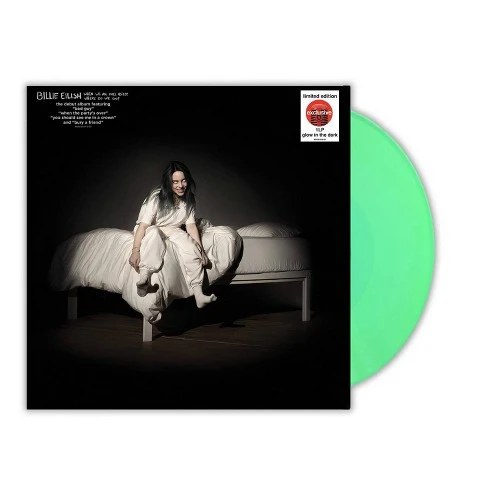 BILLIE EILISH WHEN WE ALL FALL ASLEEP,
WHERE DO WE GO?
the debut album featuring
"bad guy"
"when the party's over"
"you should see me in a crown"
and "bury a friend"
limited edition
exclusive
1LP
glow in the dark